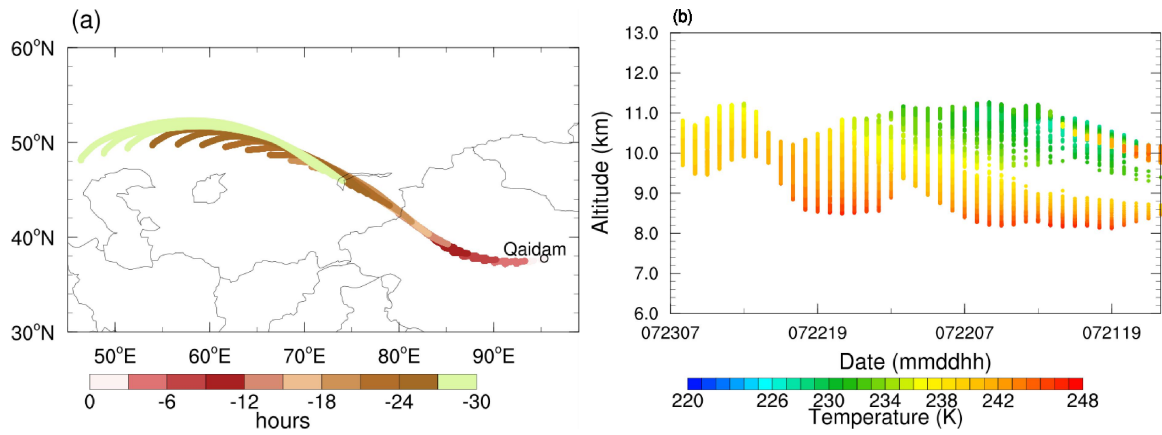 (a)
60°N
50°N
40°N
30°N
50°E 60°E 70°E 80°E 90°E
Qaidam
0 -6 -12 -18 -24 -30
hours
(b)
13.0
12.0
11.0
10.0
9.0
8.0
7.0
6.0
Altitude (km)
072307 072219 072207 072119
Date (mmddhh)
220 226 230 234 238 242 248
Temperature (K)